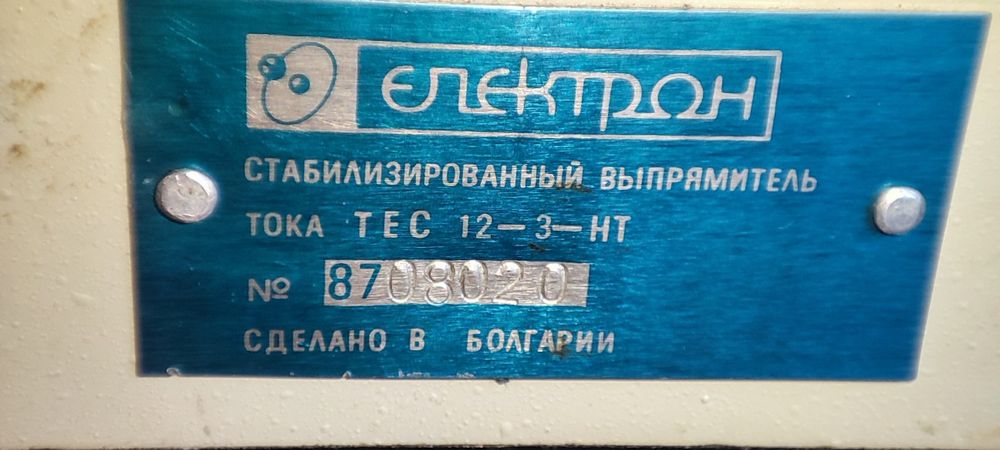 ЕЛЕКТРОН
СТАБИЛИЗИРОВАННЫЙ ВЫПРЯМИТЕЛЬ
ТОКА ТЕС 12-3-НТ
№ 8708020
СДЕЛАНО В БОЛГАРИИ